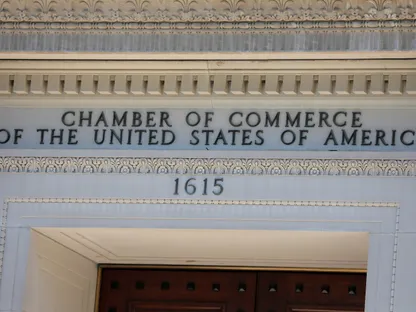 CHAMBER OF COMMERCE
OF THE UNITED STATES OF AMERIC
1615